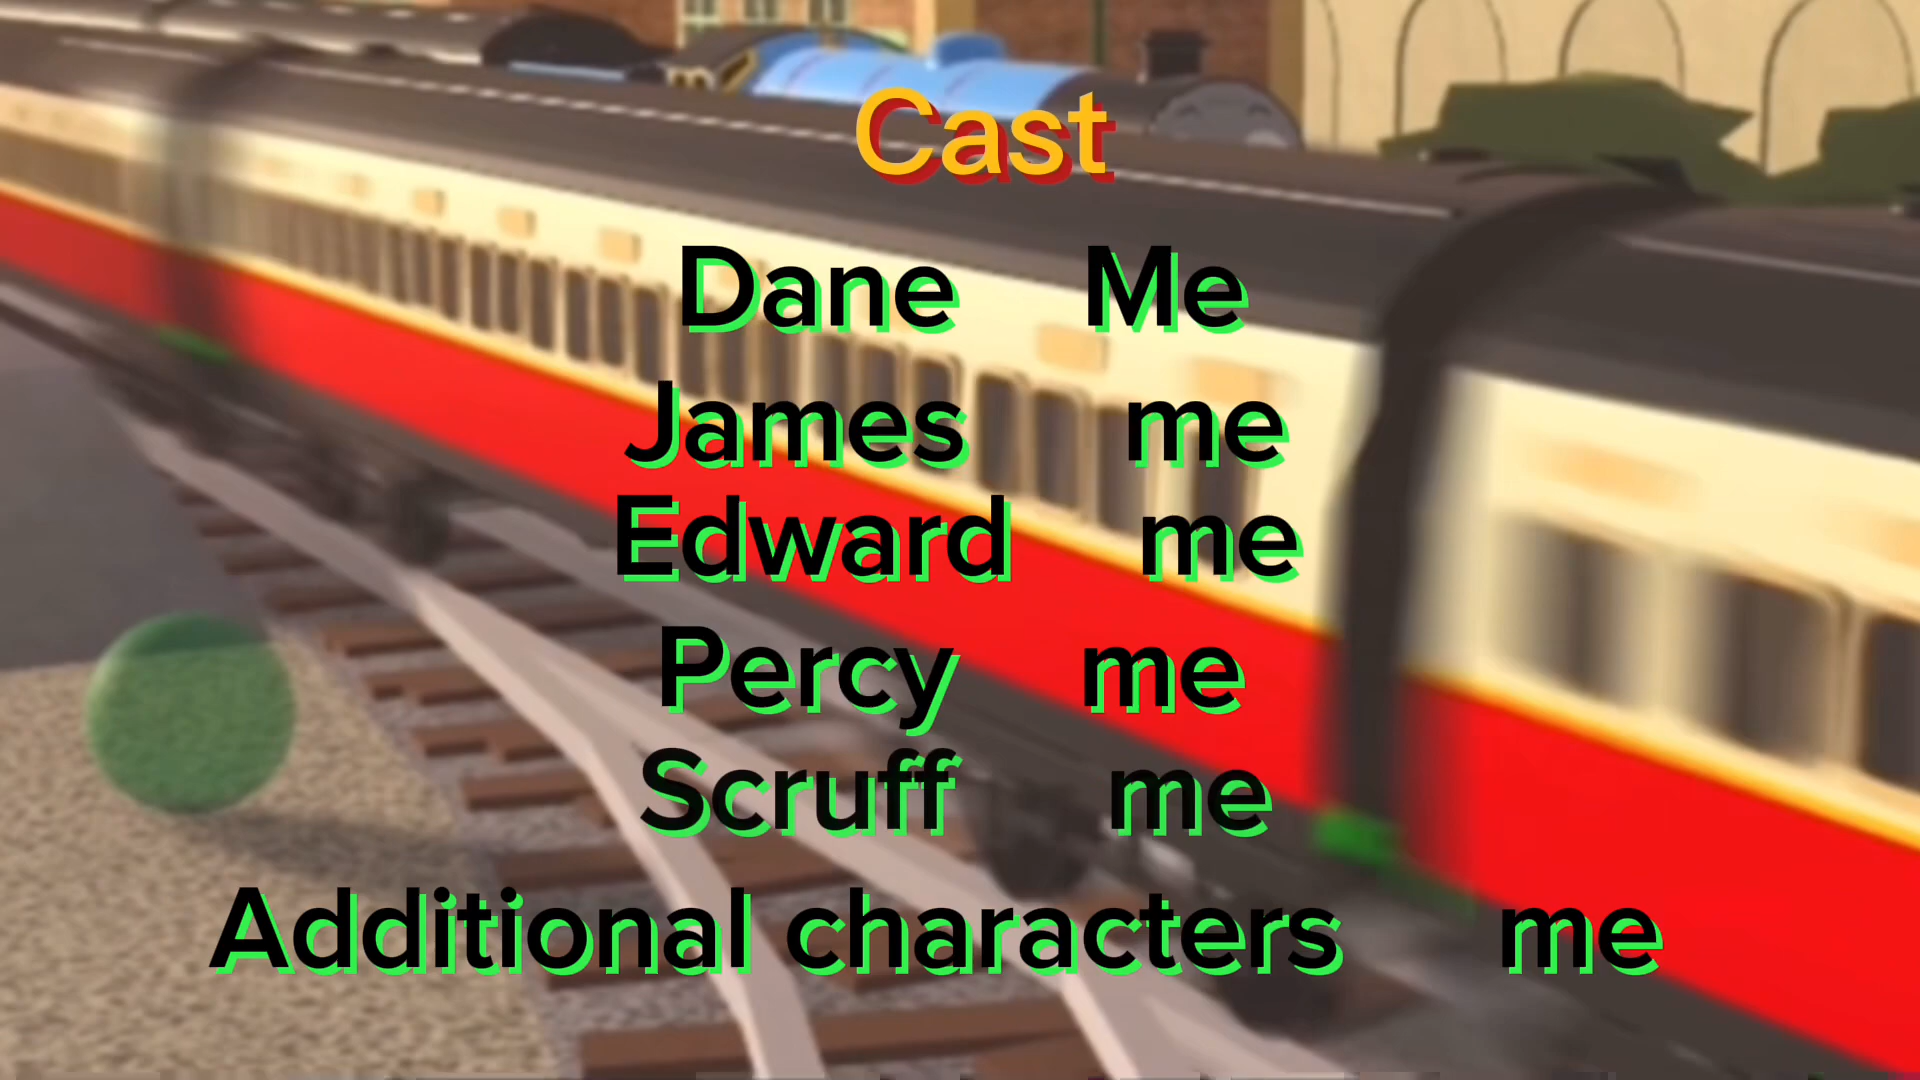 Cast
Dane Me
James me
Edward me
Percy me
Scruff me
Additional characters me